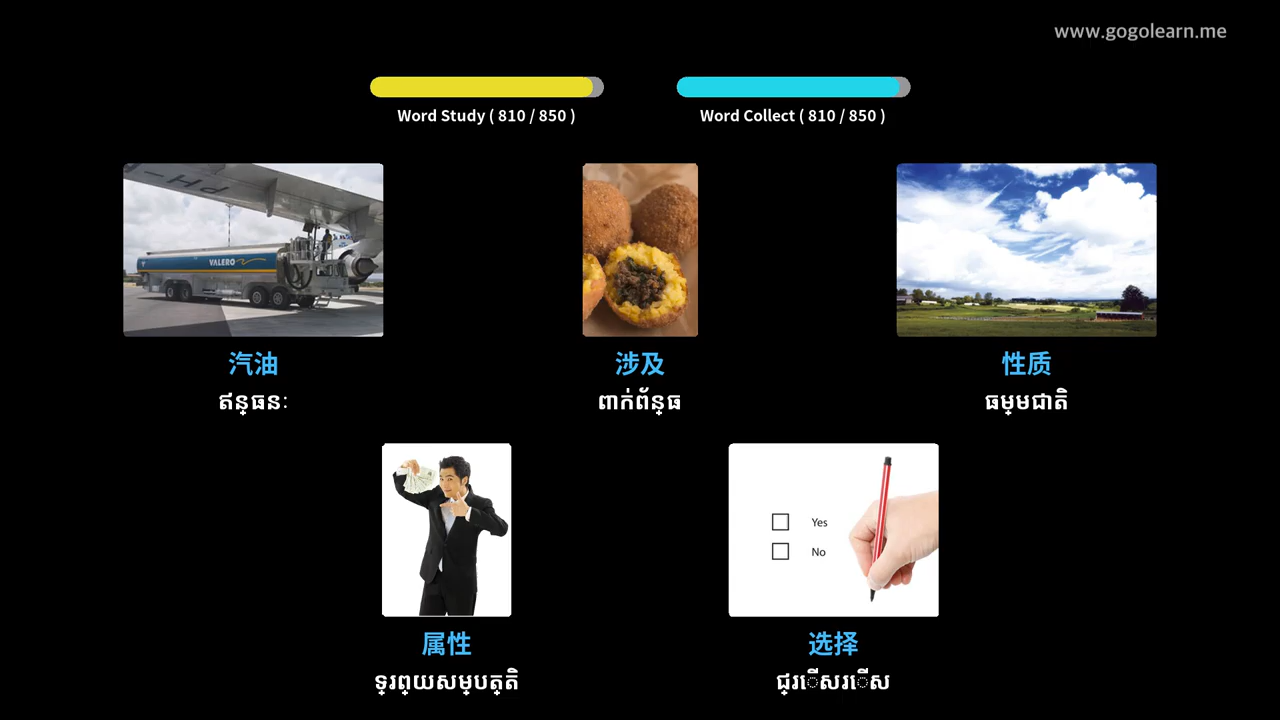 www.gogolearn.me
Word Study ( 810 / 850 )
Word Collect ( 810 / 850 )
PH-
VALERO
汽油
ឥន្ធនៈ
涉及
ពាក់ព័ន្ធ
性质
ធម្មជាតិ
Yes
No
属性
ទ្រព្យសម្បត្តិ
选择
ជ្រើសរើស